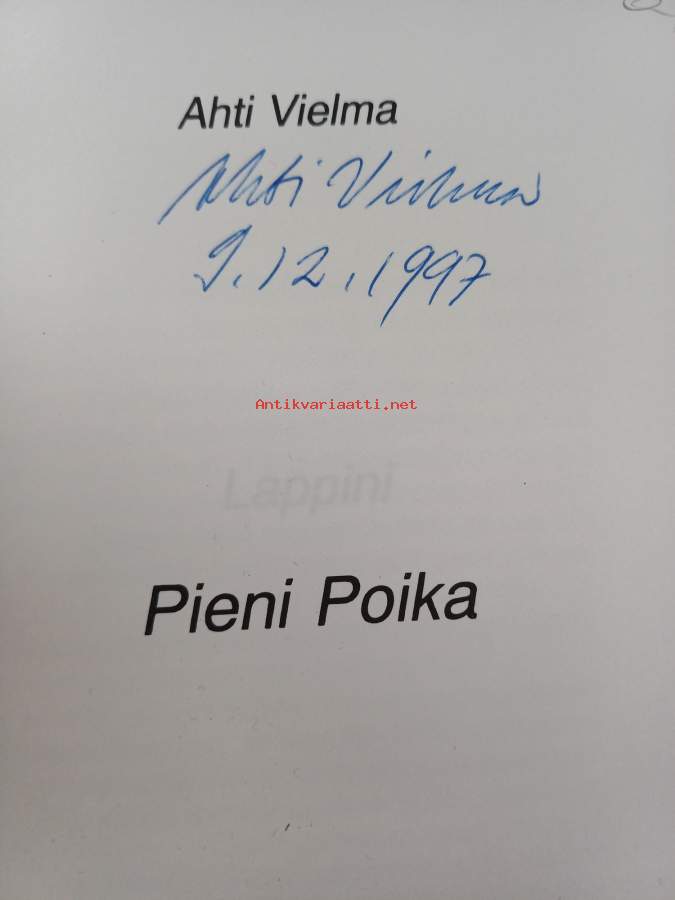 Ahti Vielma
Ahti Vielma
9.12.1997
Antikvariaatti.net
Lappini
Pieni Poika